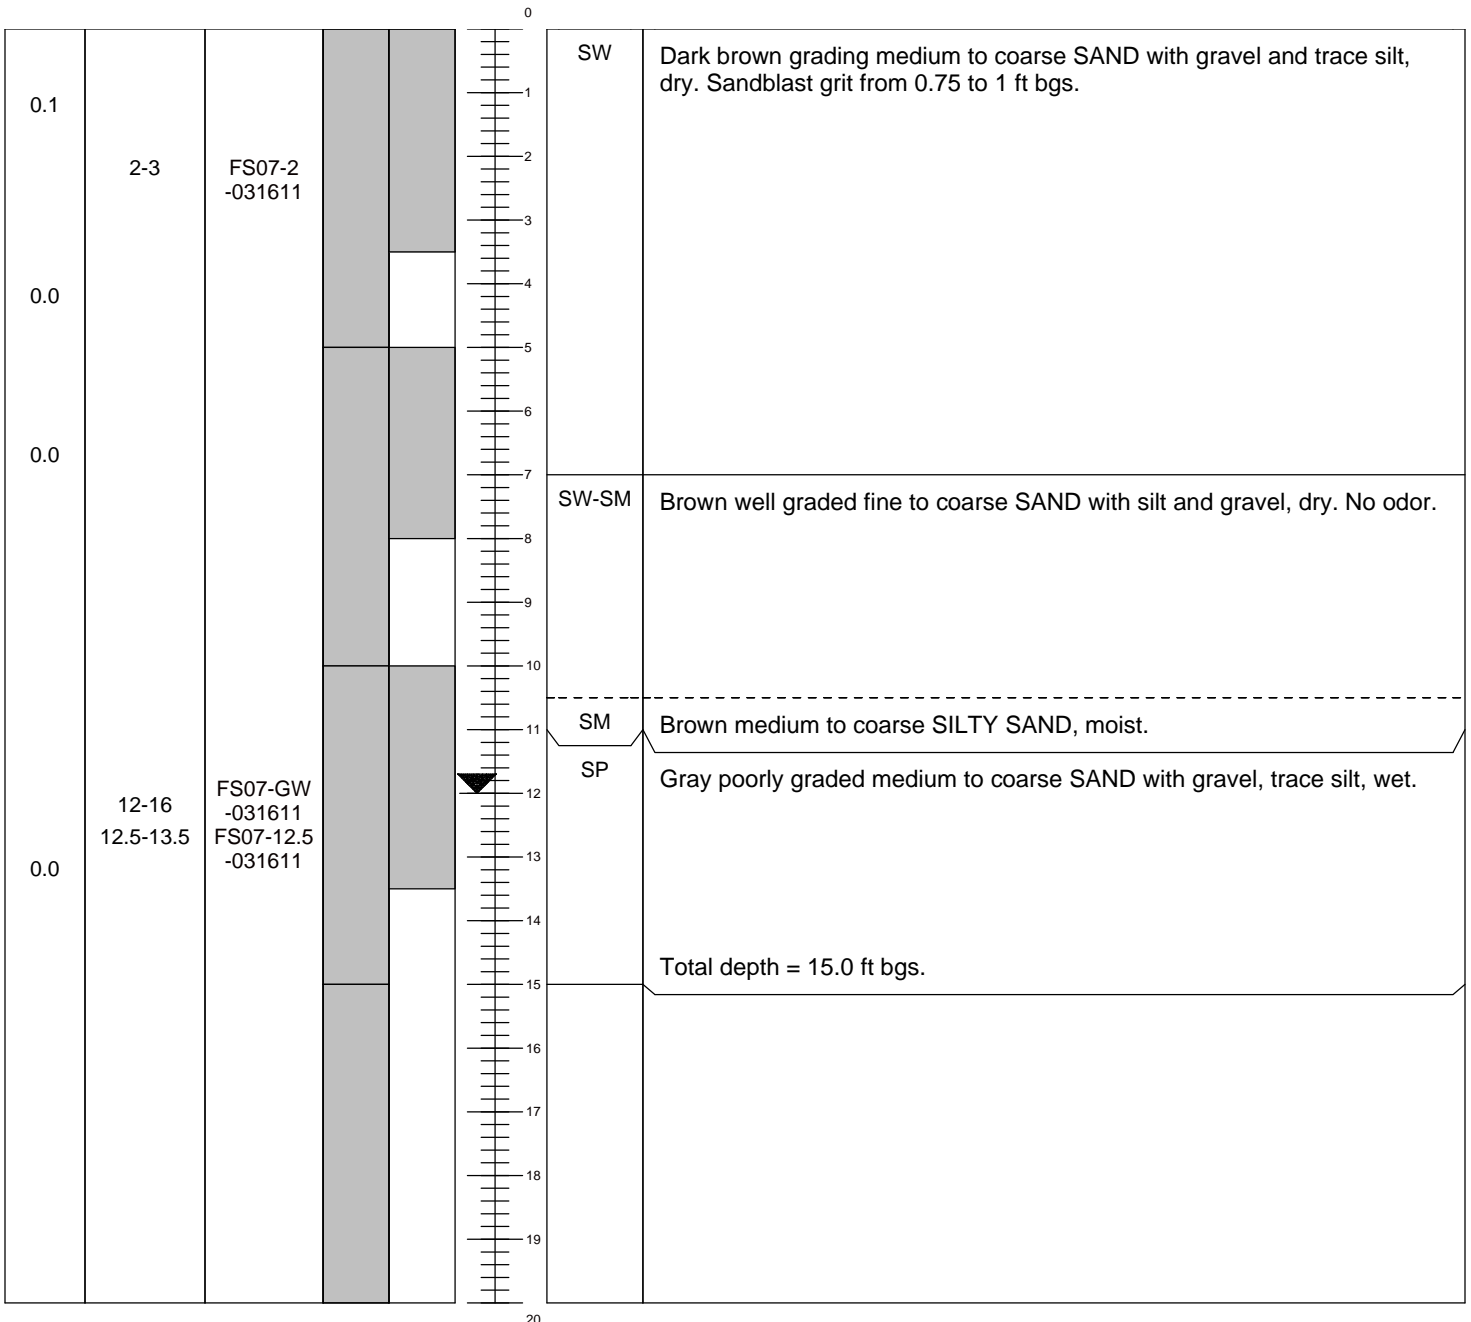 0
SW
Dark brown grading medium to coarse SAND with gravel and trace silt,
dry. Sandblast grit from 0.75 to 1 ft bgs.
0.1
1
2-3
FS07-2
-031611
2
3
0.0
4
5
6
0.0
7
SW-SM
Brown well graded fine to coarse SAND with silt and gravel, dry. No odor.
8
9
10
SM
Brown medium to coarse SILTY SAND, moist.
11
SP
Gray poorly graded medium to coarse SAND with gravel, trace silt, wet.
12-16
12.5-13.5
FS07-GW
-031611
FS07-12.5
-031611
12
0.0
13
14
Total depth = 15.0 ft bgs.
15
16
17
18
19
20